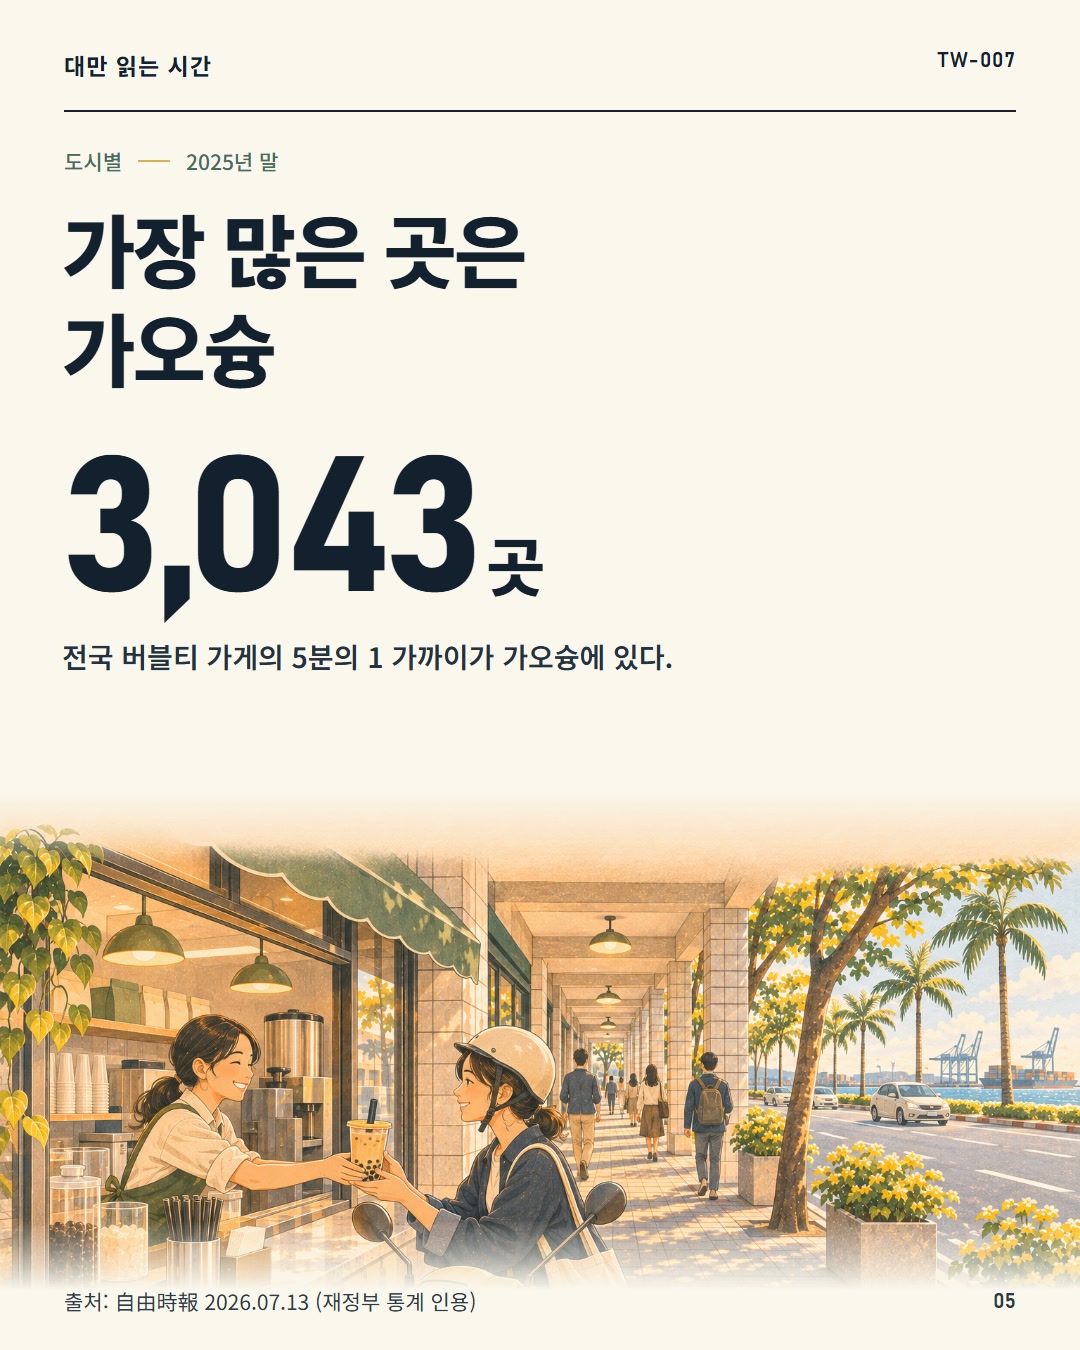 대만 읽는 시간
TW-007
도시별 — 2025년 말
가장 많은 곳은
가오슝
3,043곳
전국 버블티 가게의 5분의 1 가까이가 가오슝에 있다.
출처: 自由時報 2026.07.13 (재정부 통계 인용)
05